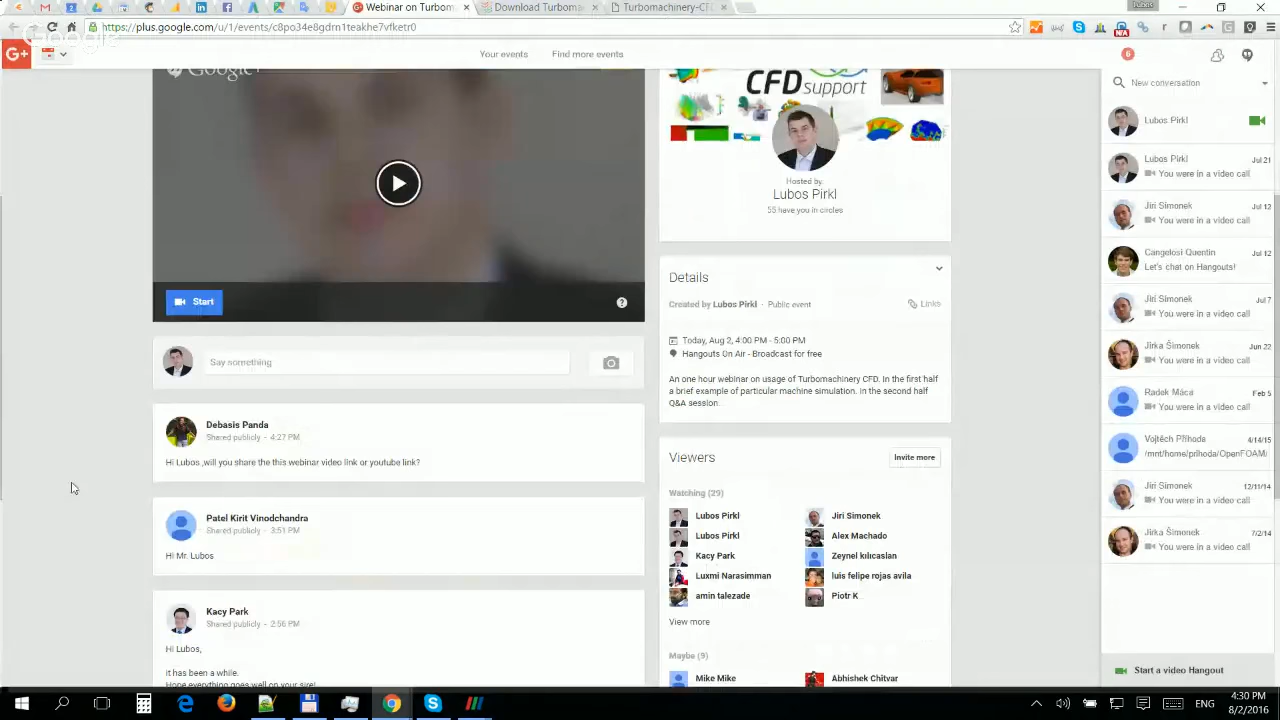 Lubos
Webinar on Turbom
Download Turboma
Turbomachinery-CF
https://plus.google.com/u/1/events/c8po34e8gdrn1teakhe7vfketr0
Google
G+
Your events
Find more events
6
New conversation
Google+
CFD support
Hosted by
Lubos Pirkl
55 have you in circles
Start
Details
Created by Lubos Pirkl · Public event
Links
Today, Aug 2, 4:00 PM - 5:00 PM
Hangouts On Air - Broadcast for free
An one hour webinar on usage of Turbomachinery CFD. In the first half
a brief example of particular machine simulation. In the second half
Q&A session.
Say something
Debasis Panda
Shared publicly - 4:27 PM
Hi Lubos ,will you share the this webinar video link or youtube link?
Patel Kirit Vinodchandra
Shared publicly - 3:51 PM
Hi Mr. Lubos
Kacy Park
Shared publicly - 2:56 PM
Hi Lubos,
it has been a while.
Hope everything goes well on your side!
Viewers
Invite more
Watching (29)
Lubos Pirkl
Jiri Simonek
Lubos Pirkl
Alex Machado
Kacy Park
Zeynel kılıcaslan
Luxmi Narasimman
luis felipe rojas avila
amin talezade
Piotr K
View more
Maybe (9)
Mike Mike
Abhishek Chitvar
Lubos Pirkl
Lubos Pirkl
Jul 21
You were in a video call
Jiri Simonek
Jul 12
You were in a video call
Cangelosi Quentin
Jul 12
Let's chat on Hangouts!
Jiri Simonek
Jul 7
You were in a video call
Jirka Šimonek
Jun 22
You were in a video call
Radek Máca
Feb 5
You were in a video call
Vojtěch Příhoda
4/14/15
/mnt/home/prihoda/OpenFOAM/
Jiri Simonek
12/11/14
You were in a video call
Jirka Šimonek
7/2/14
You were in a video call
Start a video Hangout
ENG
4:30 PM
8/2/2016